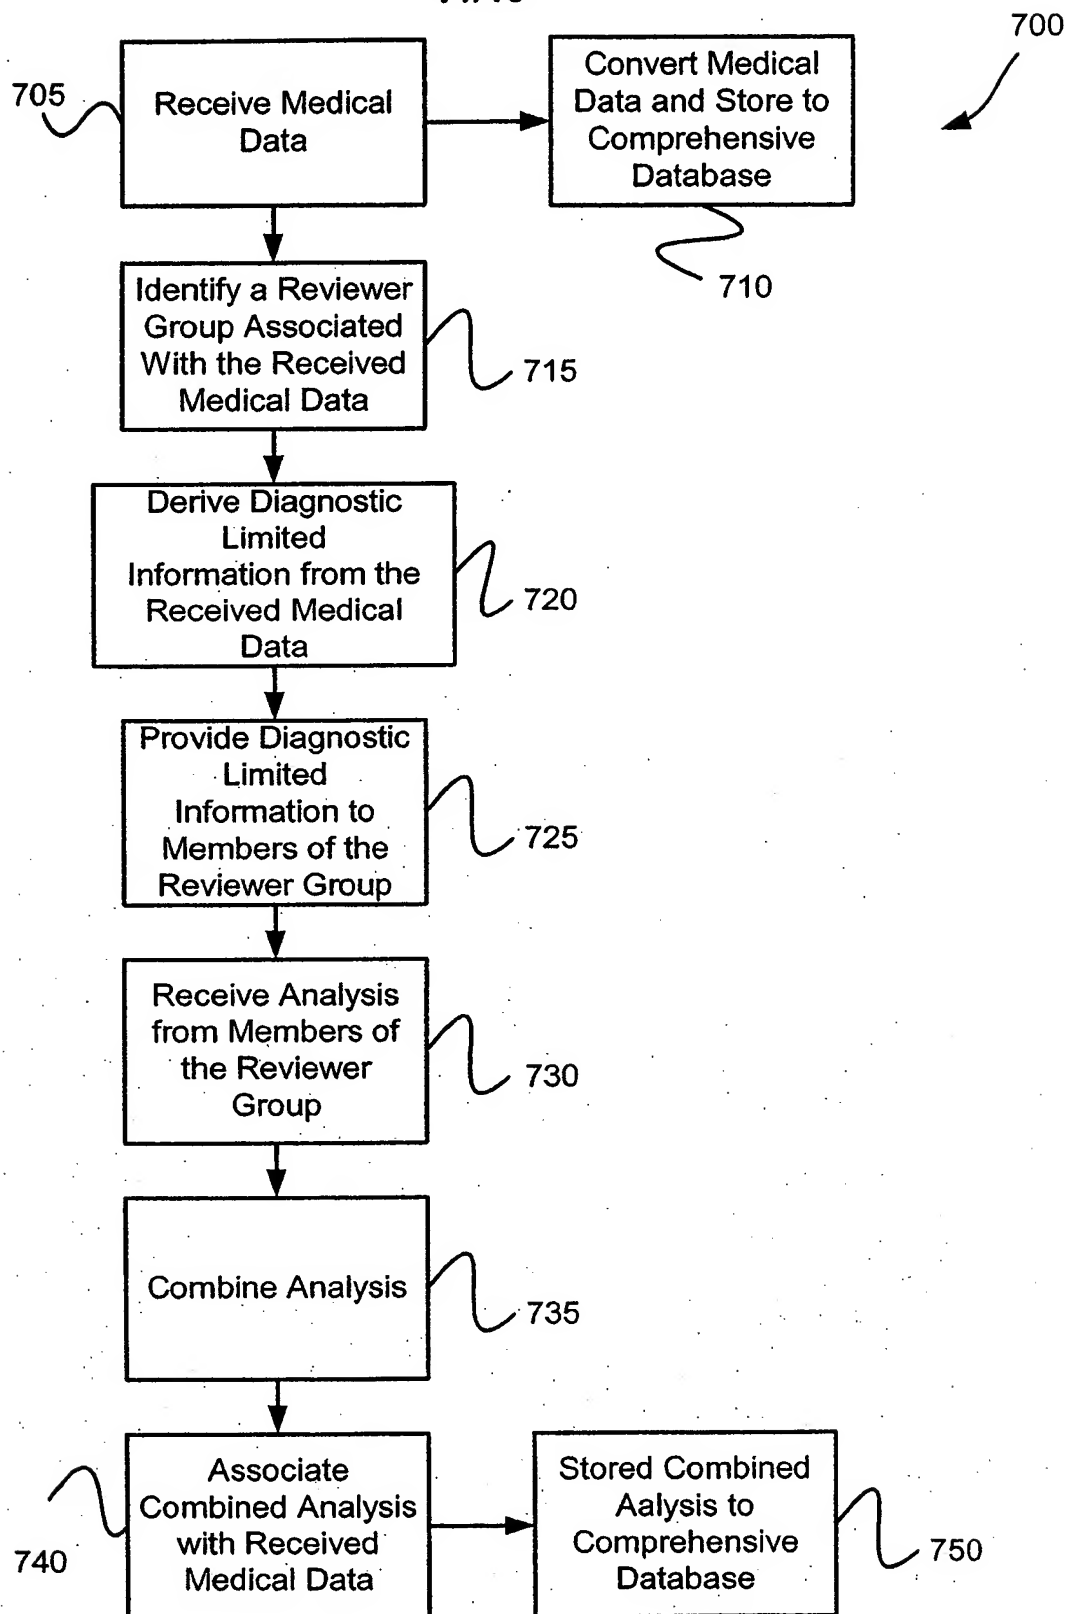 700
705
Receive Medical
Data
Convert Medical
Data and Store to
Comprehensive
Database
710
Identify a Reviewer
Group Associated
With the Received
Medical Data
715
Derive Diagnostic
Limited
Information from the
Received Medical
Data
720
Provide Diagnostic
Limited
Information to
Members of the
Reviewer Group
725
Receive Analysis
from Members of
the Reviewer
Group
730
Combine Analysis
735
Associate
Combined Analysis
with Received
Medical Data
740
Stored Combined
Aalysis to
Comprehensive
Database
750